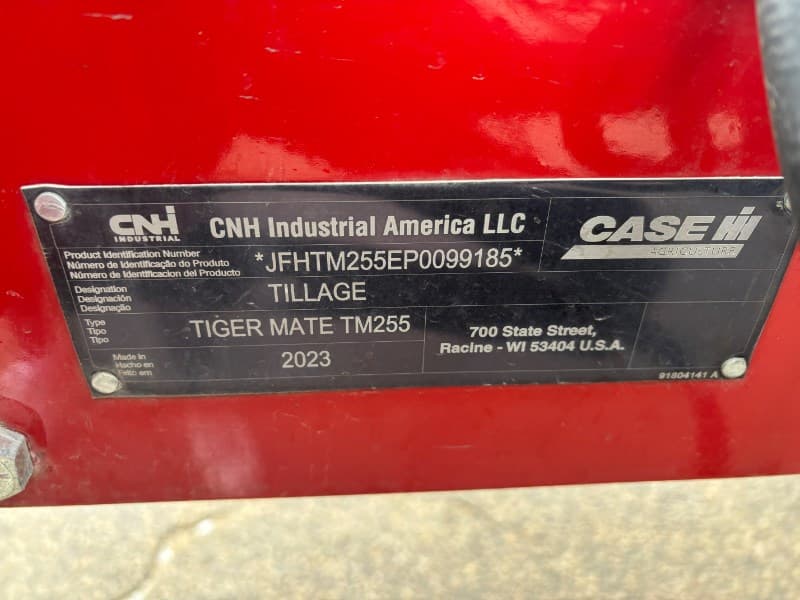 CNH
INDUSTRIAL
CNH Industrial America LLC
CASE IH
AGRICULTURE
Product Identification Number
Número de Identificação do Produto
Número de Identificacion del Producto
*JFHTM255EP0099185*
Designation
Designación
Designação
TILLAGE
Type
Tipo
Tipo
TIGER MATE TM255
700 State Street,
Racine - WI 53404 U.S.A.
Made in
Hecho en
Feito em
2023
91804141 A